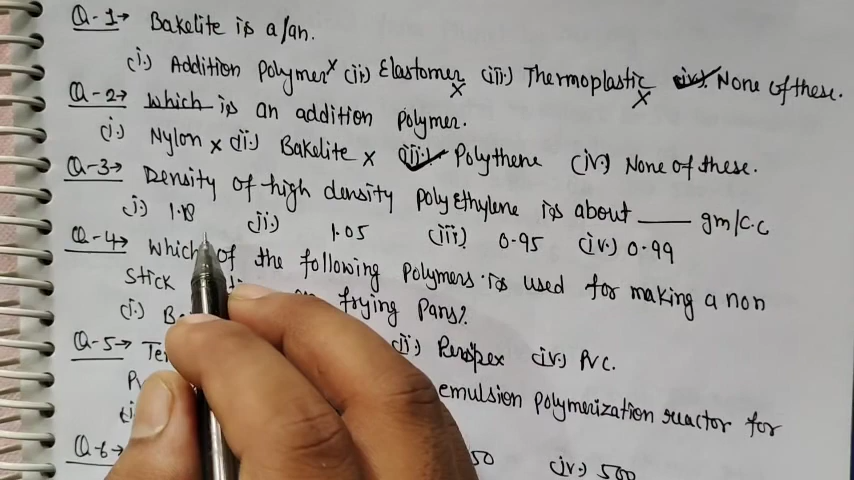 Q-1→ Bakelite is a/an.
(i.) Addition Polymer x (ii.) Elastomer x (iii.) Thermoplastic x (iv.) None of these.
Q-2→ Which is an addition polymer.
(i.) Nylon x (ii.) Bakelite x (iii.) Polythene (iv.) None of these.
Q-3→ Density of high density polyethylene is about ____ gm/c.c
(i.) 1.18 (ii.) 1.05 (iii.) 0.95 (iv.) 0.99
Q-4→ Which of the following polymers is used for making a non
stick frying Pans?
(i.) (ii.) Perspex (iv.) PVC.
Q-5→
emulsion polymerization reactor for
Q-6→ 50 (iv.) 500